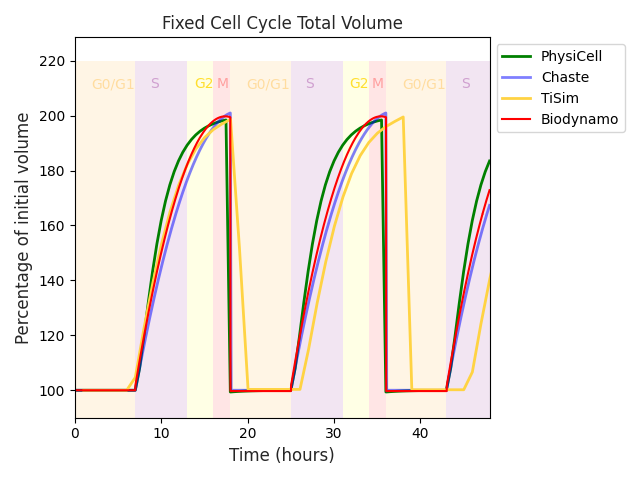 Fixed Cell Cycle Total Volume
220
200
180
160
140
120
100
Percentage of initial volume
G0/G1 S G2 M G0/G1 S G2 M G0/G1 S
0 10 20 30 40
Time (hours)
PhysiCell
Chaste
TiSim
Biodynamo